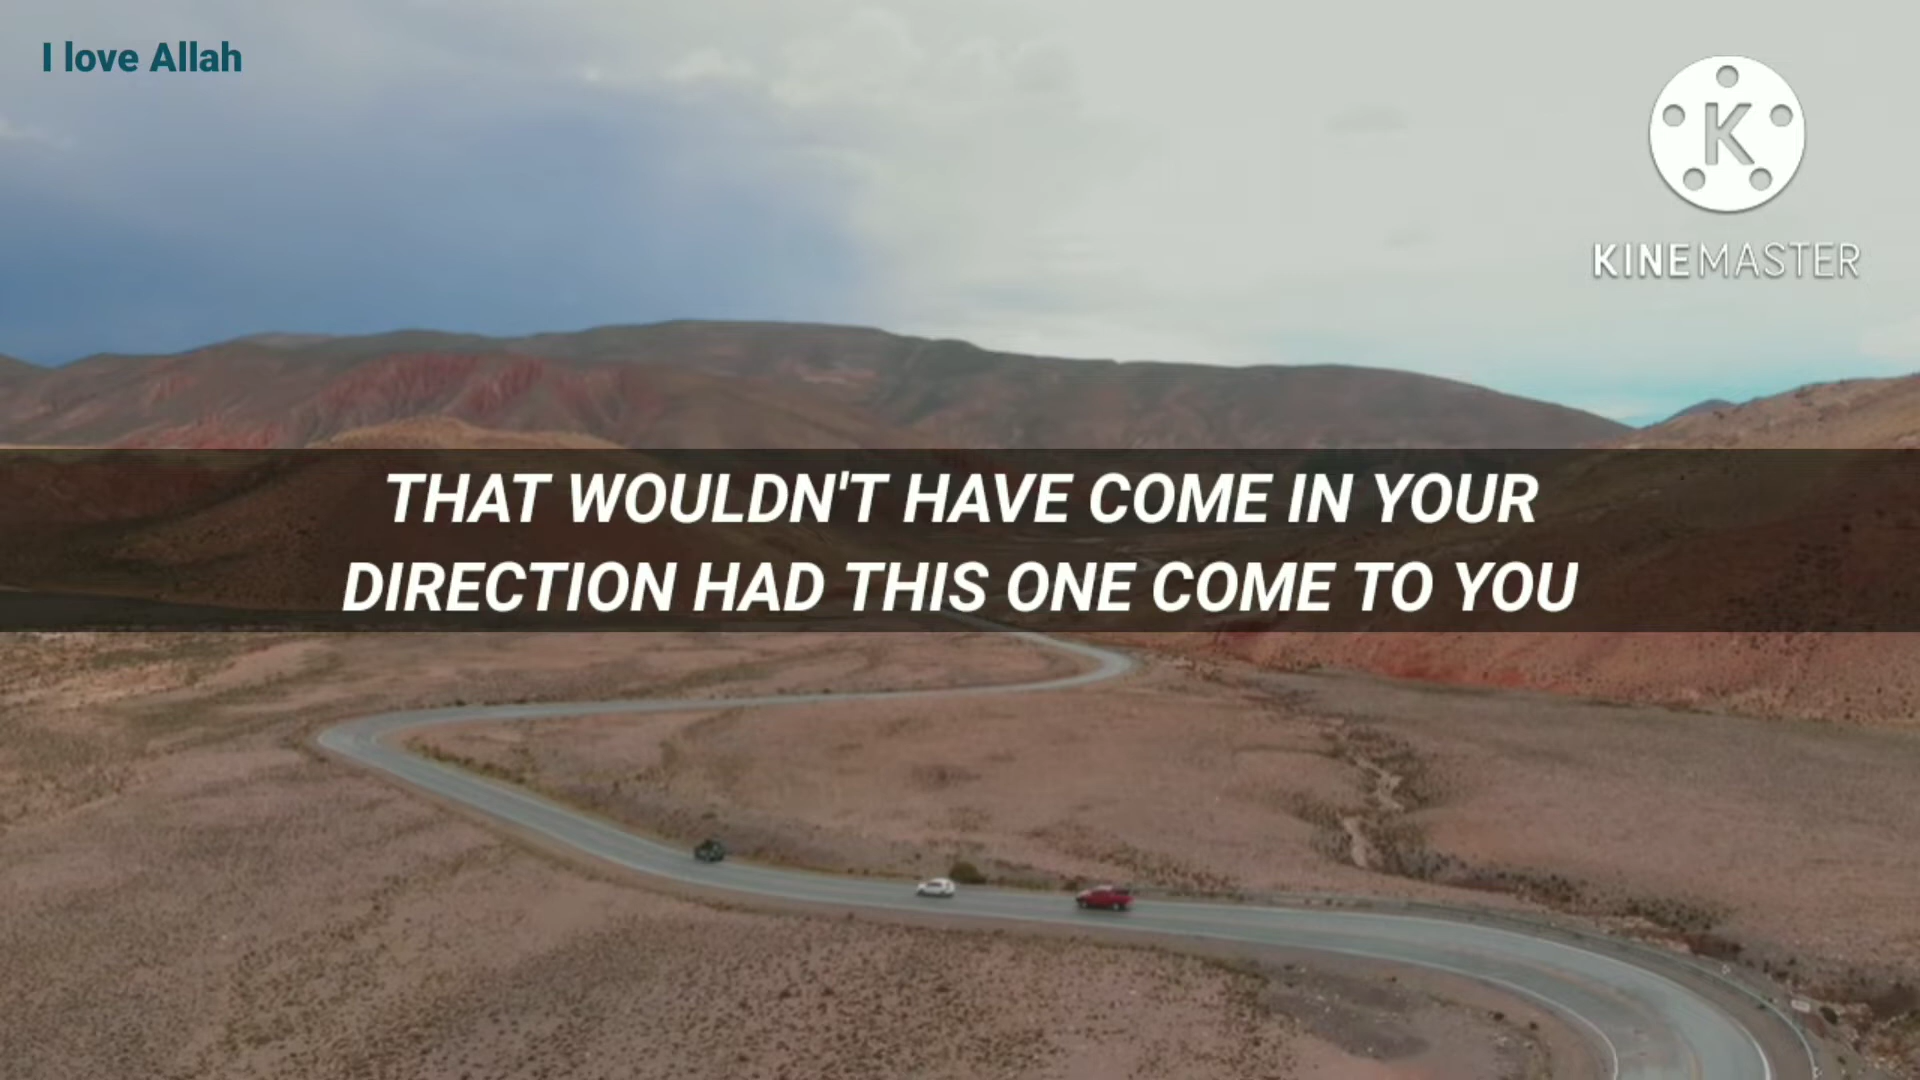 I love Allah
K
KINEMASTER
THAT WOULDN'T HAVE COME IN YOUR
DIRECTION HAD THIS ONE COME TO YOU